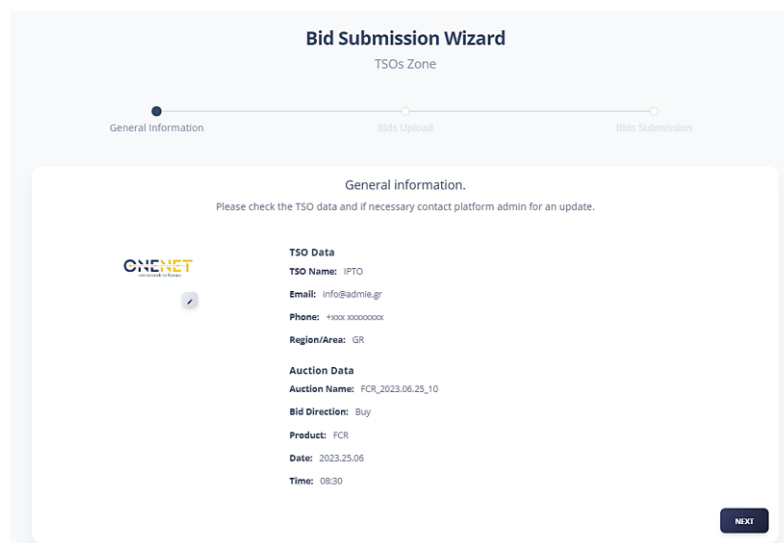 Bid Submission Wizard
TSOs Zone
General Information
Bids Upload
Bids Submission
General information.
Please check the TSO data and if necessary contact platform admin for an update.
ONENET
TSO Data
TSO Name: IPTO
Email: info@admie.gr
Phone: +xxx xxxxxxxx
Region/Area: GR
Auction Data
Auction Name: FCR_2023.06.25_10
Bid Direction: Buy
Product: FCR
Date: 2023.25.06
Time: 08:30
NEXT